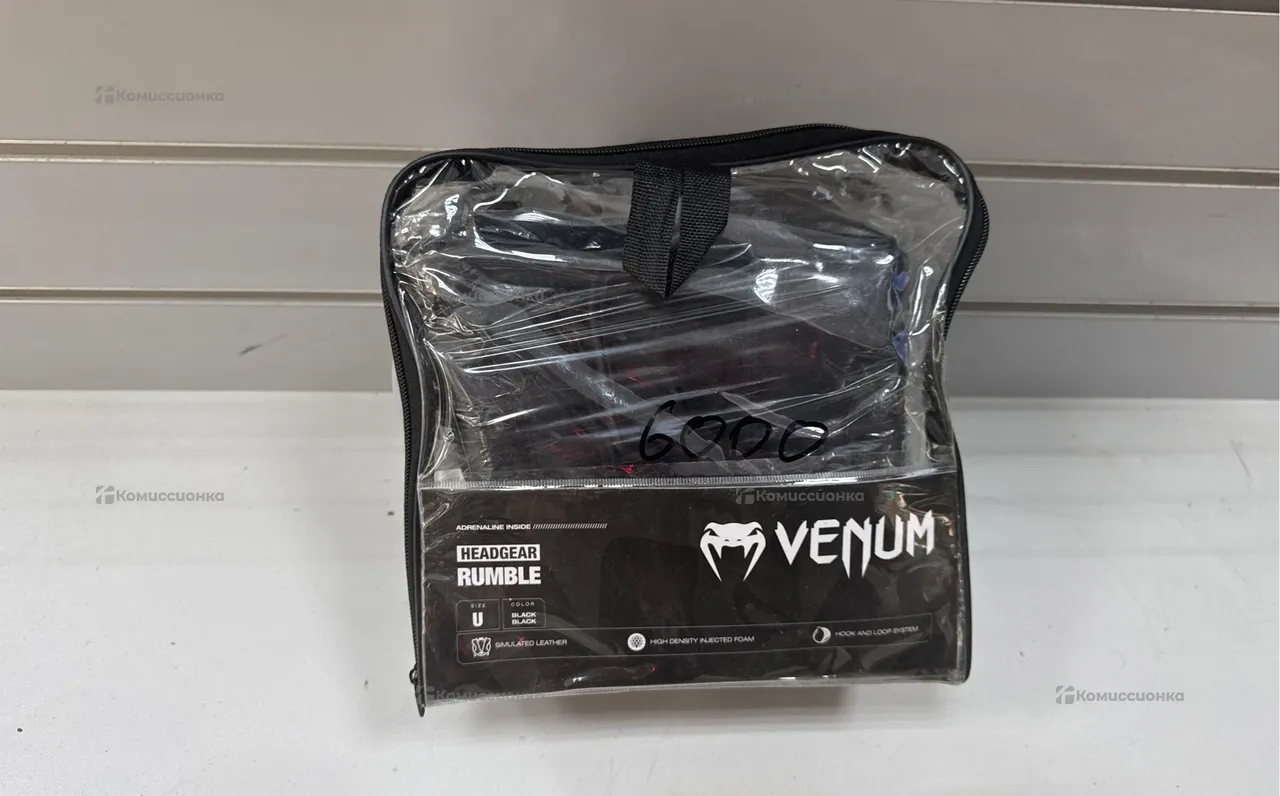 Комиссионка
6000
Комиссионка
Комиссионка
ADRENALINE INSIDE ////////////////////////////
VENUM
HEADGEAR
RUMBLE
SIZE
U
COLOR
BLACK
BLACK
SIMULATED LEATHER
HIGH DENSITY INJECTED FOAM
HOOK AND LOOP SYSTEM
Комиссионка
Комиссионка